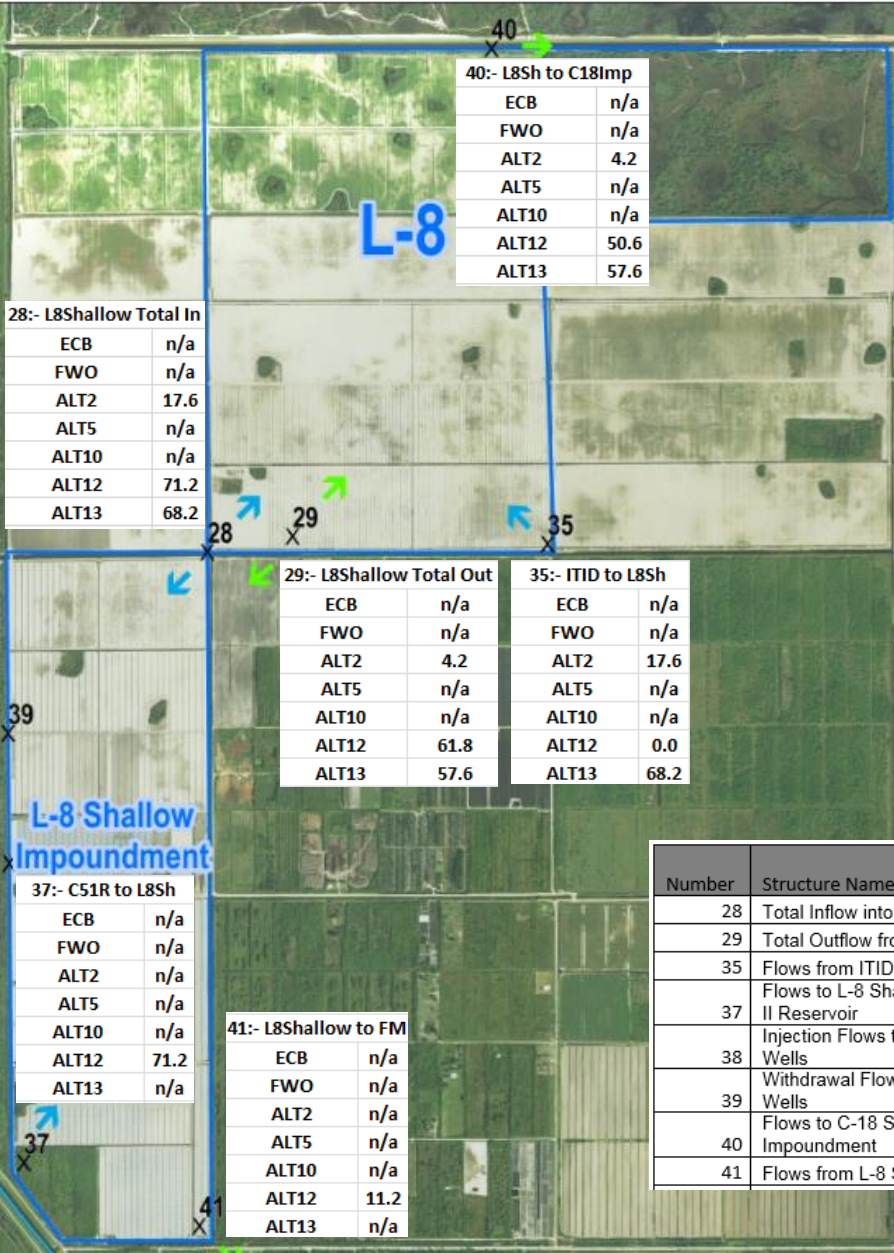 40
40:- L8Sh to C18Imp
ECB n/a
FWO n/a
ALT2 4.2
ALT5 n/a
ALT10 n/a
ALT12 50.6
ALT13 57.6
L-8
28:- L8Shallow Total In
ECB n/a
FWO n/a
ALT2 17.6
ALT5 n/a
ALT10 n/a
ALT12 71.2
ALT13 68.2
28
29
35
29:- L8Shallow Total Out
ECB n/a
FWO n/a
ALT2 4.2
ALT5 n/a
ALT10 n/a
ALT12 61.8
ALT13 57.6
35:- ITID to L8Sh
ECB n/a
FWO n/a
ALT2 17.6
ALT5 n/a
ALT10 n/a
ALT12 0.0
ALT13 68.2
39
L-8 Shallow
Impoundment
37:- C51R to L8Sh
ECB n/a
FWO n/a
ALT2 n/a
ALT5 n/a
ALT10 n/a
ALT12 71.2
ALT13 n/a
37
41:- L8Shallow to FM
ECB n/a
FWO n/a
ALT2 n/a
ALT5 n/a
ALT10 n/a
ALT12 11.2
ALT13 n/a
41
Number Structure Name
28 Total Inflow into
29 Total Outflow
35 Flows from ITID
37 Flows to L-8
II Reservoir
38 Injection Flows
Wells
39 Withdrawal
Wells
40 Flows to C-18
Impoundment
41 Flows from L-8